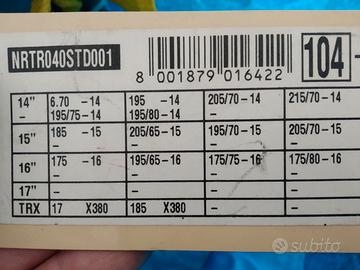 NRTR040STD001
8 001879 016422
104-
14" 6.70 -14 195 -14 205/70-14 215/70-14
- 195/75-14 195/80-14 - -
15" 185 -15 205/65-15 195/70-15 205/70-15
- - - - -
16" 175 -16 195/65-16 175/75-16 175/80-16
- - - -
17" - - - -
TRX 17 X380 185 X380 - -
subito